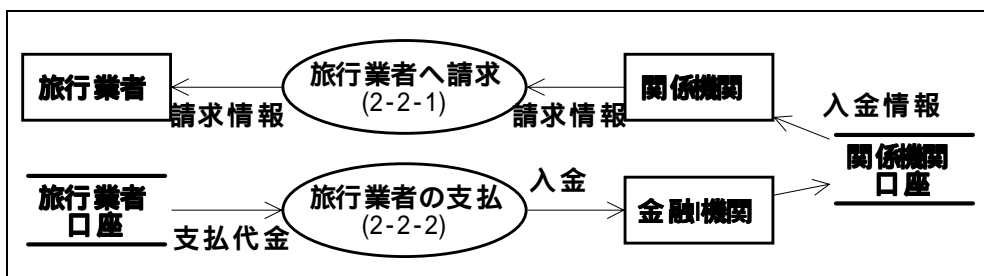 旅行業者
旅行業者へ請求
(2-2-1)
関係機関
請求情報
請求情報
入金情報
関係機関
口座
旅行業者
口座
支払代金
旅行業者の支払
(2-2-2)
入金
金融機関